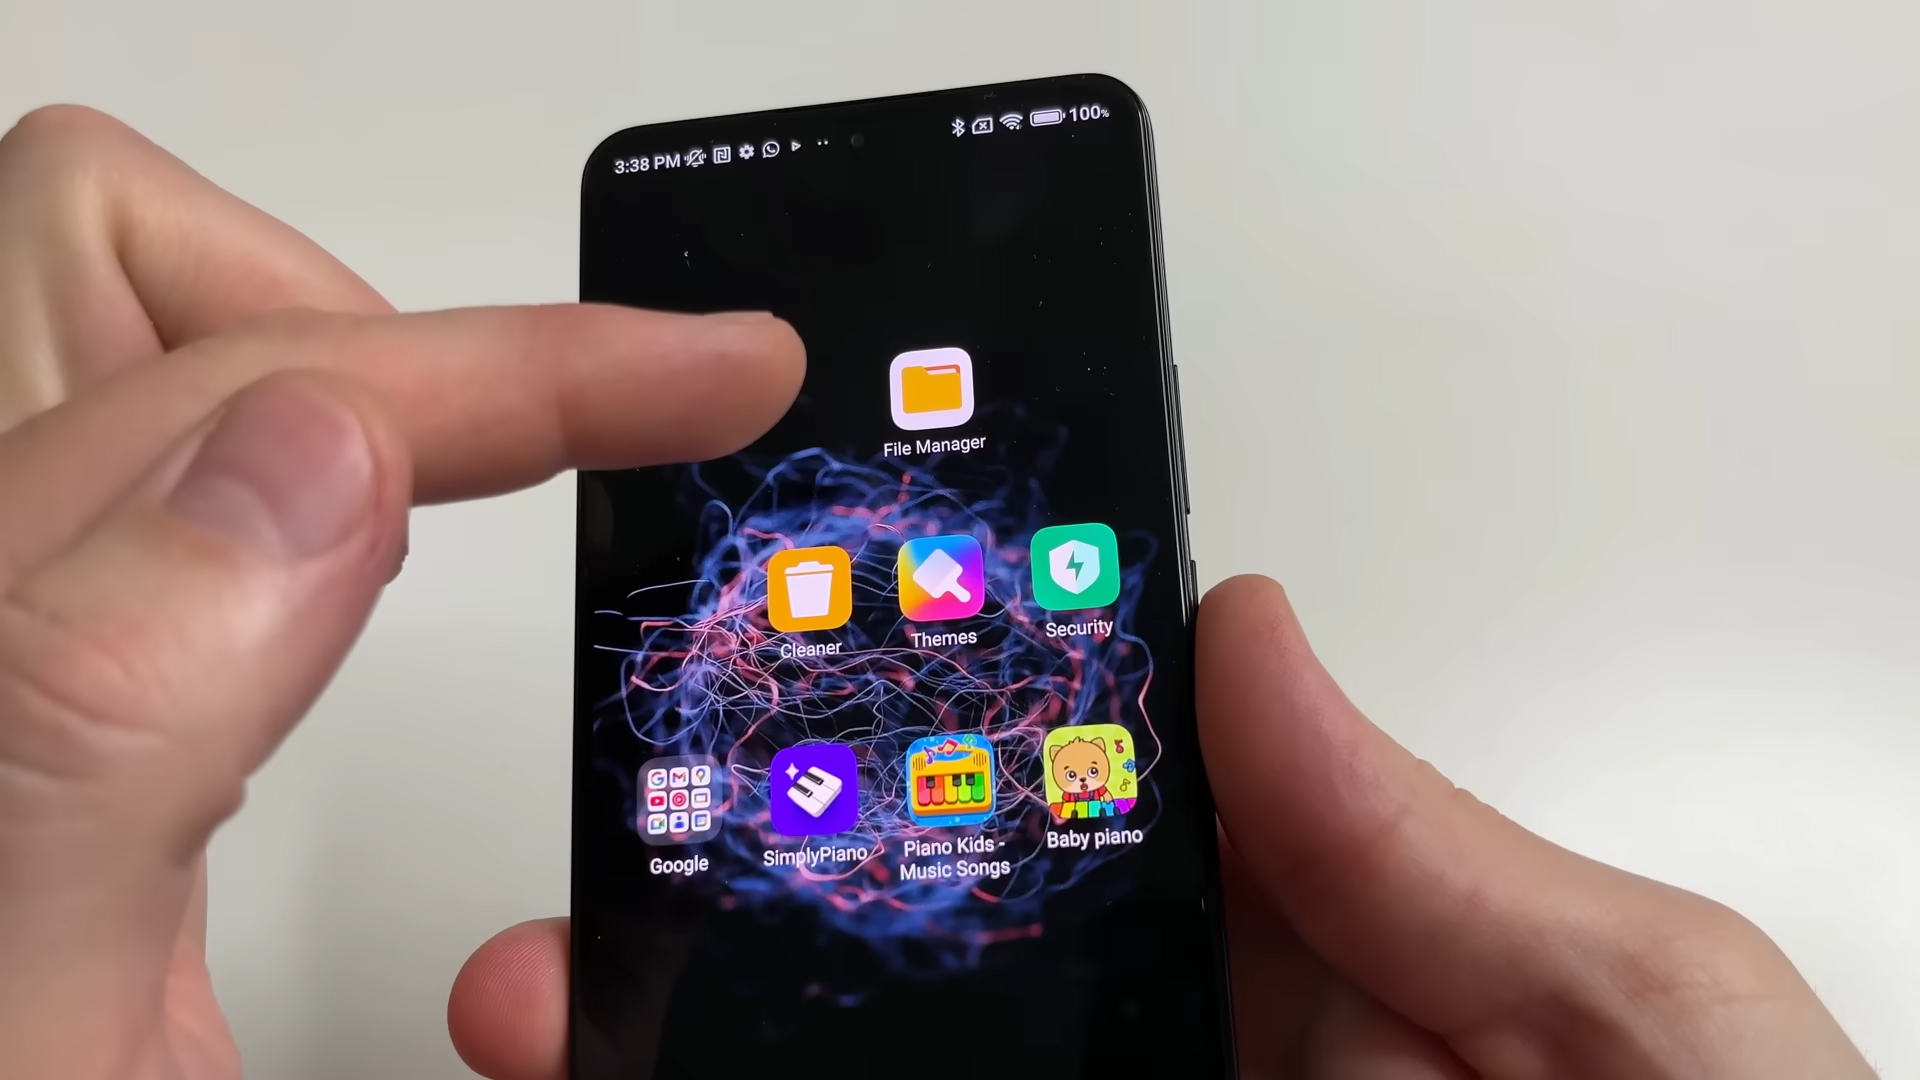 3:38 PM
100%
File Manager
Cleaner
Themes
Security
Google
SimplyPiano
Piano Kids -
Music Songs
Baby piano